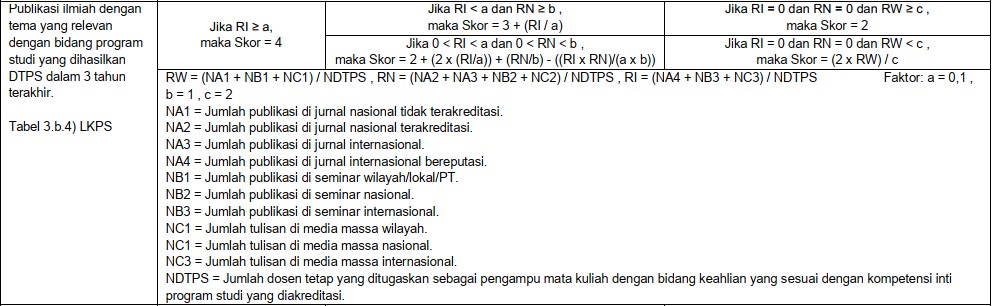 Publikasi ilmiah dengan
tema yang relevan
dengan bidang program
studi yang dihasilkan
DTPS dalam 3 tahun
terakhir.
Tabel 3.b.4) LKPS
Jika RI ≥ a,
maka Skor = 4
Jika RI < a dan RN ≥ b ,
maka Skor = 3 + (RI / a)
Jika RI = 0 dan RN = 0 dan RW ≥ c ,
maka Skor = 2
Jika 0 < RI < a dan 0 < RN < b ,
maka Skor = 2 + (2 x (RI/a)) + (RN/b) - ((RI x RN)/(a x b))
Jika RI = 0 dan RN = 0 dan RW < c ,
maka Skor = (2 x RW) / c
RW = (NA1 + NB1 + NC1) / NDTPS , RN = (NA2 + NA3 + NB2 + NC2) / NDTPS , RI = (NA4 + NB3 + NC3) / NDTPS Faktor: a = 0,1 ,
b = 1 , c = 2
NA1 = Jumlah publikasi di jurnal nasional tidak terakreditasi.
NA2 = Jumlah publikasi di jurnal nasional terakreditasi.
NA3 = Jumlah publikasi di jurnal internasional.
NA4 = Jumlah publikasi di jurnal internasional bereputasi.
NB1 = Jumlah publikasi di seminar wilayah/lokal/PT.
NB2 = Jumlah publikasi di seminar nasional.
NB3 = Jumlah publikasi di seminar internasional.
NC1 = Jumlah tulisan di media massa wilayah.
NC1 = Jumlah tulisan di media massa nasional.
NC3 = Jumlah tulisan di media massa internasional.
NDTPS = Jumlah dosen tetap yang ditugaskan sebagai pengampu mata kuliah dengan bidang keahlian yang sesuai dengan kompetensi inti
program studi yang diakreditasi.